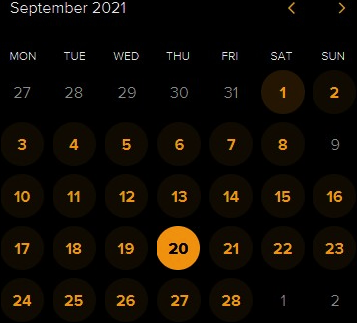 September 2021 < >
MON TUE WED THU FRI SAT SUN
27 28 29 30 31 1 2
3 4 5 6 7 8 9
10 11 12 13 14 15 16
17 18 19 20 21 22 23
24 25 26 27 28 1 2